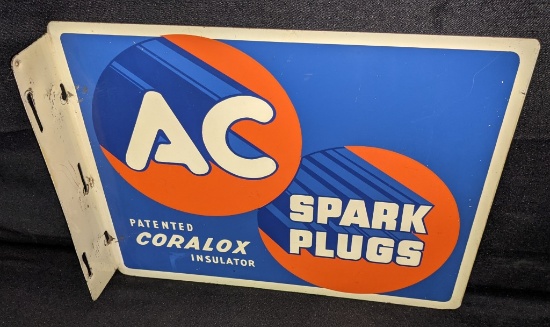 AC
SPARK
PLUGS
PATENTED
CORALOX
INSULATOR